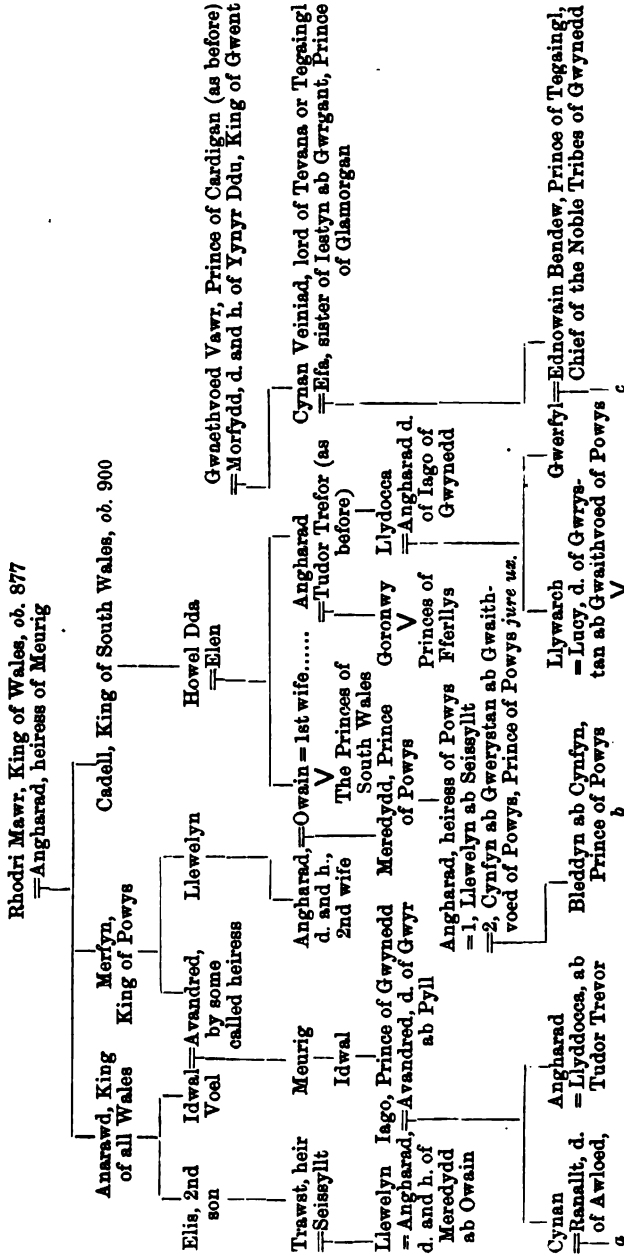 Rhodri Mawr, King of Wales, ob. 877
=Angharad, heiress of Meurig
Anarawd, King
of all Wales
Merfyn,
King of Powys
Cadell, King of South Wales, ob. 900
Elis, 2nd
son
Idwal=Avandred,
Voel by some
called heiress
Llewelyn
Howel Dda
=Elen
Gwnethvoed Vawr, Prince of Cardigan (as before)
=Morfydd, d. and h. of Ynyr Ddu, King of Gwent
Trawst, heir
=Seissyllt
Meurig
Idwal
Angharad,=Owain = 1st wife......
d. and h.,
2nd wife
V
The Princes of
South Wales
Angharad
=Tudor Trefor (as
before)
Cynan Veiniad, lord of Tevana or Tegaingl
=Efa, sister of Iestyn ab Gwrgant, Prince
of Glamorgan
Llewelyn
=Angharad,
d. and h. of
Meredydd
ab Owain
Iago, Prince of Gwynedd
=Avandred, d. of Gwyr
ab Pyll
Meredydd, Prince
of Powys
Goronwy
V
Princes of
Fferllys
Llydocca
=Angharad d.
of Iago of
Gwynedd
Angharad, heiress of Powys
=1, Llewelyn ab Seissyllt
=2, Cynfyn ab Gwerystan ab Gwaith-
voed of Powys, Prince of Powys jure ux.
Cynan
=Ranallt, d.
of Awloed,
a
Angharad
=Llyddocca, ab
Tudor Trevor
Bleddyn ab Cynfyn,
Prince of Powys
b
Llywarch
= Lucy, d. of Gwrys-
tan ab Gwaithvoed of Powys
V
Gwerfyl=Ednowain Bendew, Prince of Tegaingl,
Chief of the Noble Tribes of Gwynedd
c